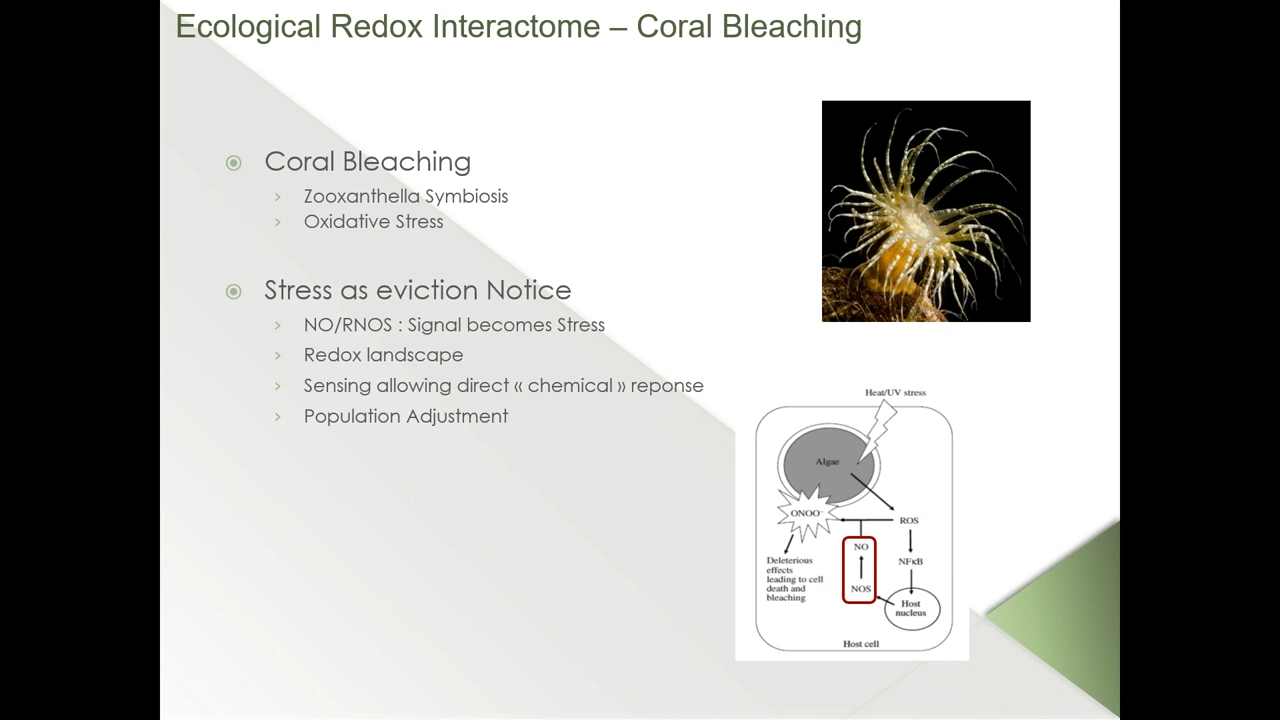 Ecological Redox Interactome – Coral Bleaching
Coral Bleaching
Zooxanthella Symbiosis
Oxidative Stress
Stress as eviction Notice
NO/RNOS : Signal becomes Stress
Redox landscape
Sensing allowing direct « chemical » reponse
Population Adjustment
Heat/UV stress
Algae
ONOO⁻
ROS
NO
NFκB
Deleterious
effects
leading to cell
death and
bleaching
NOS
Host
nucleus
Host cell